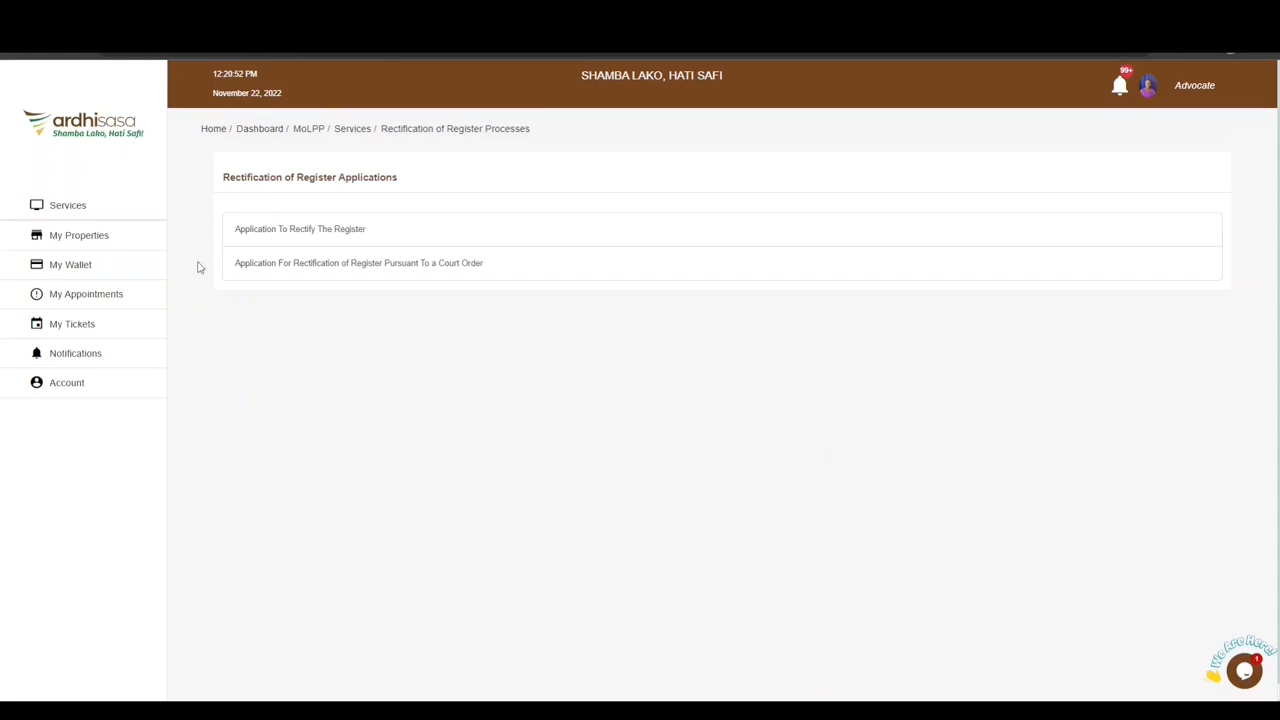 12:20:52 PM
SHAMBA LAKO, HATI SAFI
99+
Advocate
November 22, 2022
ardhisasa
Shamba Lako, Hati Safi!
Home / Dashboard / MoLPP / Services / Rectification of Register Processes
Rectification of Register Applications
Services
My Properties
My Wallet
My Appointments
My Tickets
Notifications
Account
Application To Rectify The Register
Application For Rectification of Register Pursuant To a Court Order
We Are Here!
1